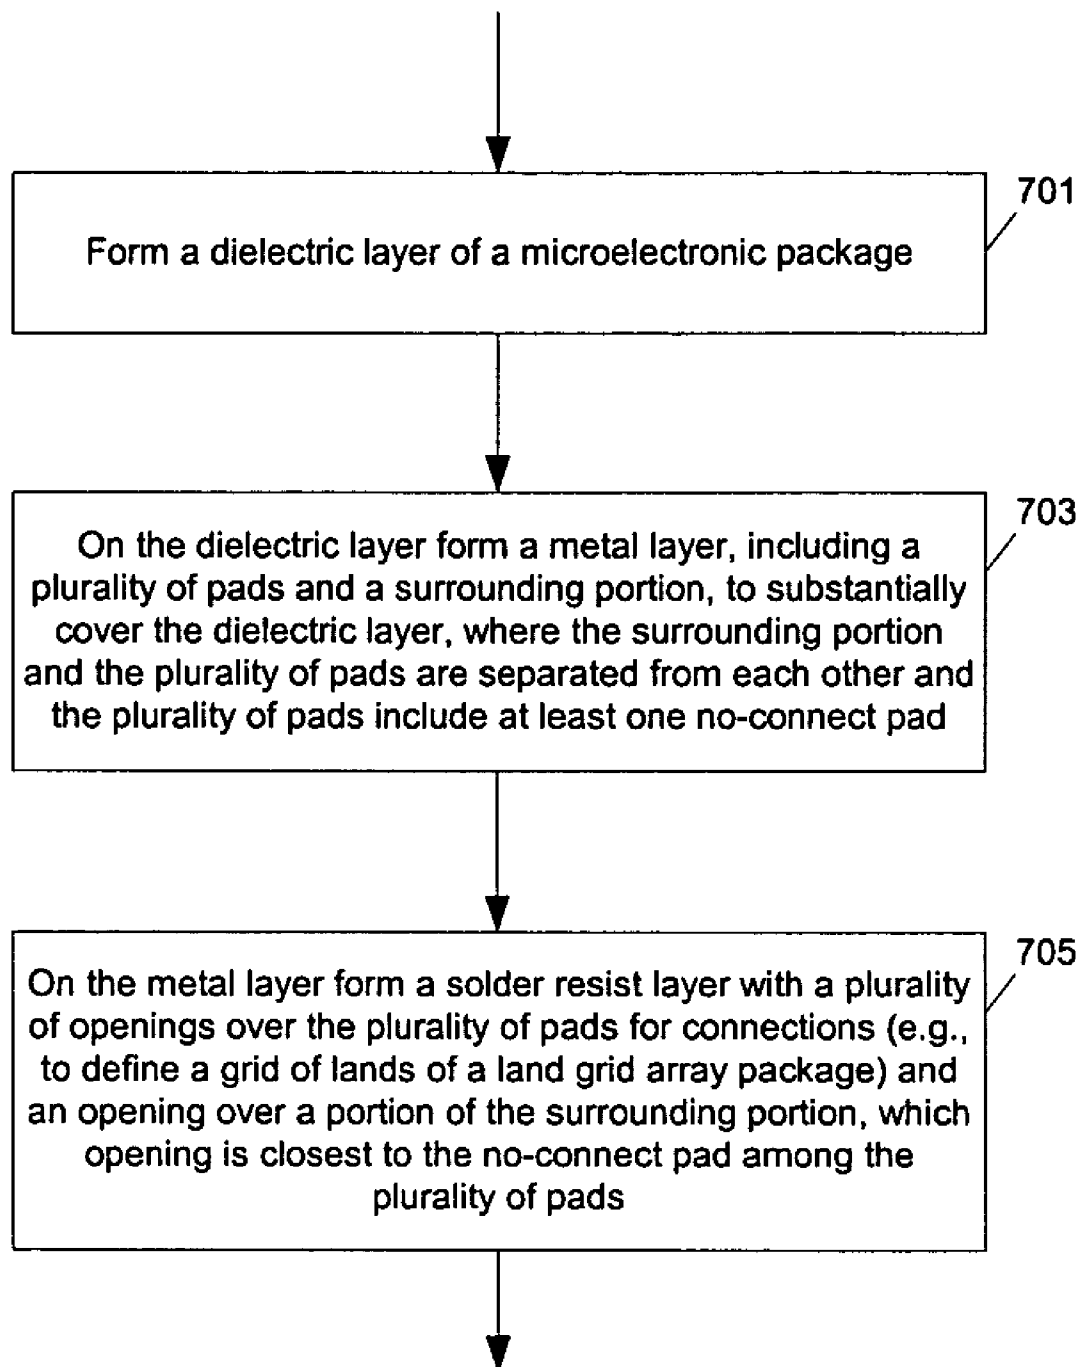 701
Form a dielectric layer of a microelectronic package
703
On the dielectric layer form a metal layer, including a
plurality of pads and a surrounding portion, to substantially
cover the dielectric layer, where the surrounding portion
and the plurality of pads are separated from each other and
the plurality of pads include at least one no-connect pad
705
On the metal layer form a solder resist layer with a plurality
of openings over the plurality of pads for connections (e.g.,
to define a grid of lands of a land grid array package) and
an opening over a portion of the surrounding portion, which
opening is closest to the no-connect pad among the
plurality of pads